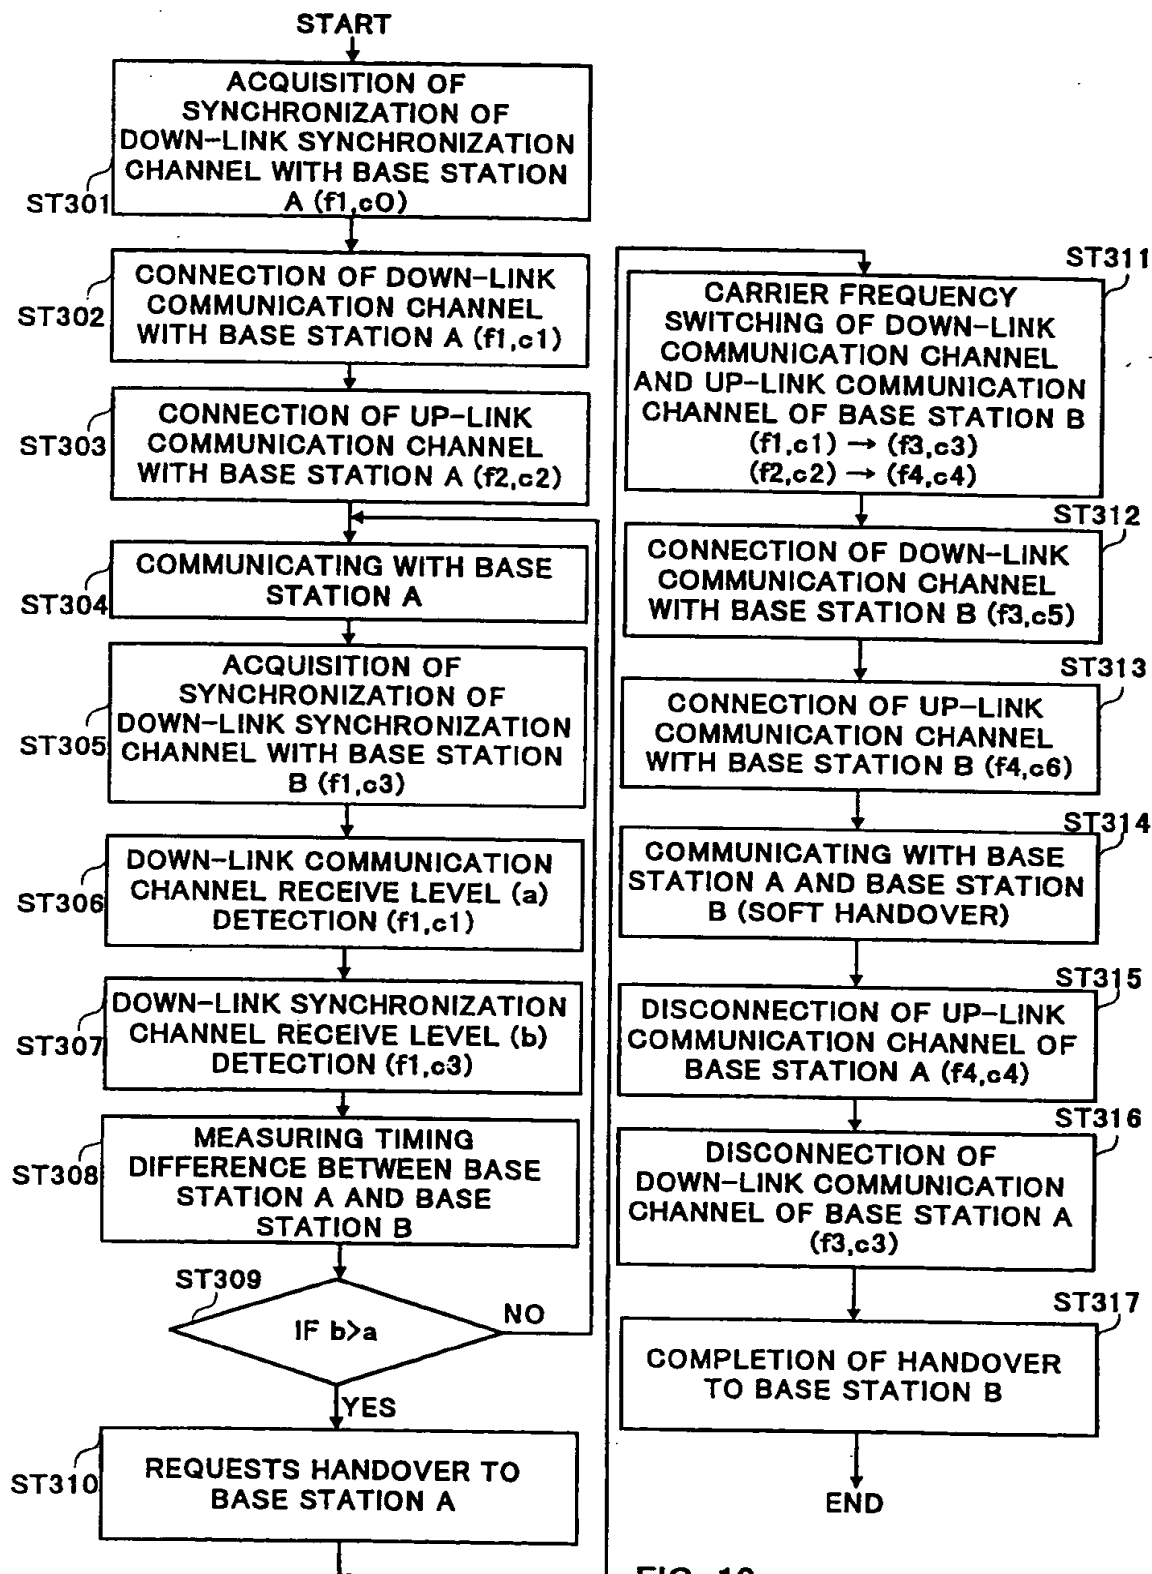 START
ACQUISITION OF
SYNCHRONIZATION OF
DOWN-LINK SYNCHRONIZATION
CHANNEL WITH BASE STATION
A (f1,c0)
ST301
CONNECTION OF DOWN-LINK
COMMUNICATION CHANNEL
WITH BASE STATION A (f1,c1)
ST302
CONNECTION OF UP-LINK
COMMUNICATION CHANNEL
WITH BASE STATION A (f2,c2)
ST303
COMMUNICATING WITH BASE
STATION A
ST304
ACQUISITION OF
SYNCHRONIZATION OF
DOWN-LINK SYNCHRONIZATION
CHANNEL WITH BASE STATION
B (f1,c3)
ST305
DOWN-LINK COMMUNICATION
CHANNEL RECEIVE LEVEL (a)
DETECTION (f1,c1)
ST306
DOWN-LINK SYNCHRONIZATION
CHANNEL RECEIVE LEVEL (b)
DETECTION (f1,c3)
ST307
MEASURING TIMING
DIFFERENCE BETWEEN BASE
STATION A AND BASE
STATION B
ST308
ST309
IF b>a
NO
YES
REQUESTS HANDOVER TO
BASE STATION A
ST310
ST311
CARRIER FREQUENCY
SWITCHING OF DOWN-LINK
COMMUNICATION CHANNEL
AND UP-LINK COMMUNICATION
CHANNEL OF BASE STATION B
(f1,c1) → (f3,c3)
(f2,c2) → (f4,c4)
ST312
CONNECTION OF DOWN-LINK
COMMUNICATION CHANNEL
WITH BASE STATION B (f3,c5)
ST313
CONNECTION OF UP-LINK
COMMUNICATION CHANNEL
WITH BASE STATION B (f4,c6)
ST314
COMMUNICATING WITH BASE
STATION A AND BASE STATION
B (SOFT HANDOVER)
ST315
DISCONNECTION OF UP-LINK
COMMUNICATION CHANNEL OF
BASE STATION A (f4,c4)
ST316
DISCONNECTION OF
DOWN-LINK COMMUNICATION
CHANNEL OF BASE STATION A
(f3,c3)
ST317
COMPLETION OF HANDOVER
TO BASE STATION B
END